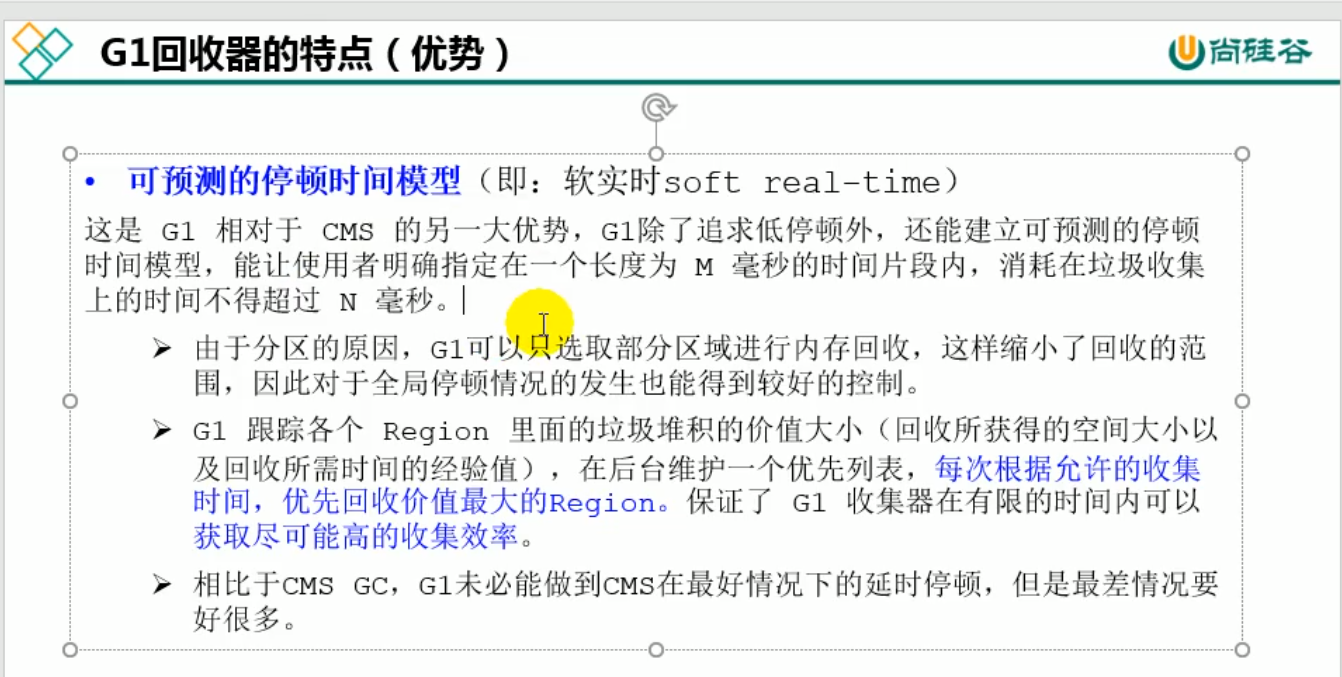 G1回收器的特点（优势）
尚硅谷
• 可预测的停顿时间模型（即：软实时soft real-time）
这是 G1 相对于 CMS 的另一大优势，G1除了追求低停顿外，还能建立可预测的停顿
时间模型，能让使用者明确指定在一个长度为 M 毫秒的时间片段内，消耗在垃圾收集
上的时间不得超过 N 毫秒。
➢ 由于分区的原因，G1可以只选取部分区域进行内存回收，这样缩小了回收的范
围，因此对于全局停顿情况的发生也能得到较好的控制。
➢ G1 跟踪各个 Region 里面的垃圾堆积的价值大小（回收所获得的空间大小以
及回收所需时间的经验值），在后台维护一个优先列表，每次根据允许的收集
时间，优先回收价值最大的Region。保证了 G1 收集器在有限的时间内可以
获取尽可能高的收集效率。
➢ 相比于CMS GC，G1未必能做到CMS在最好情况下的延时停顿，但是最差情况要
好很多。